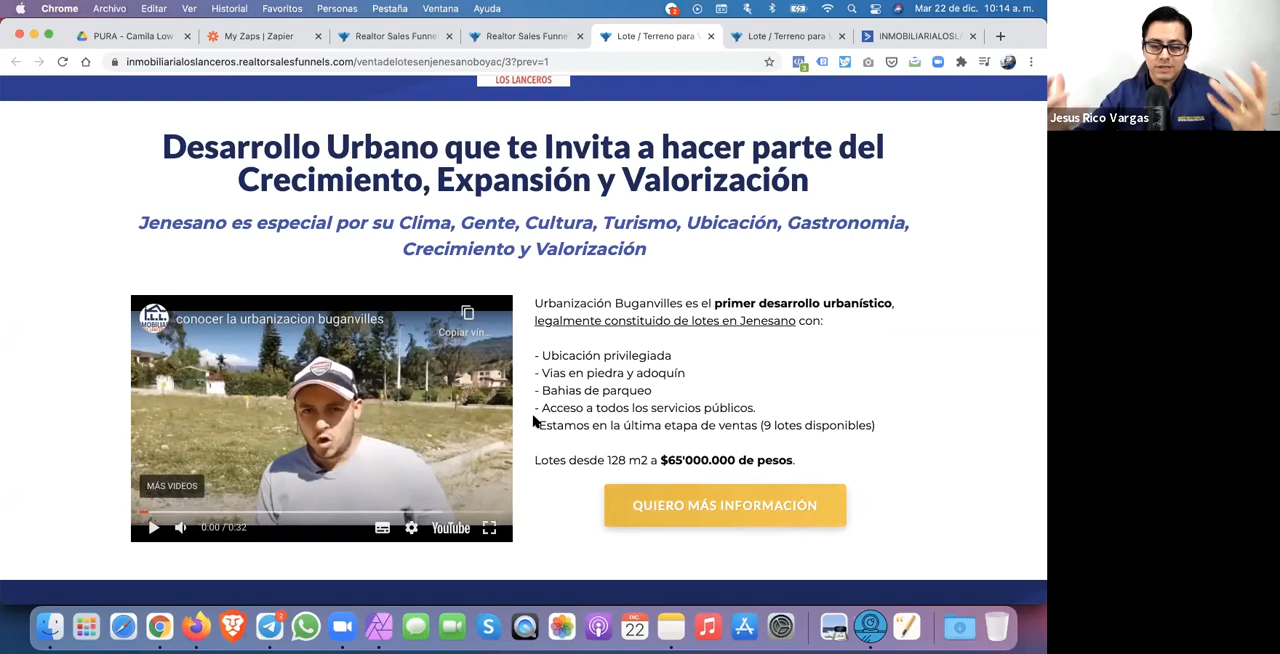 Chrome Archivo Editar Ver Historial Favoritos Personas Pestaña Ventana Ayuda Mar 22 de dic. 10:14 a. m.
PURA - Camila Low My Zaps | Zapier Realtor Sales Funne Realtor Sales Funne Lote / Terreno para Lote / Terreno para INMOBILIARIALOSLA
inmobiliarialoslanceros.realtorsalesfunnels.com/ventadelotesenjenesanoboyac/3?prev=1
LOS LANCEROS
Jesus Rico Vargas
Desarrollo Urbano que te Invita a hacer parte del
Crecimiento, Expansión y Valorización
Jenesano es especial por su Clima, Gente, Cultura, Turismo, Ubicación, Gastronomia,
Crecimiento y Valorización
conocer la urbanizacion buganvilles
Copiar vín...
MÁS VIDEOS
0:00 / 0:32
YouTube
Urbanización Buganvilles es el primer desarrollo urbanístico,
legalmente constituido de lotes en Jenesano con:
- Ubicación privilegiada
- Vias en piedra y adoquín
- Bahias de parqueo
- Acceso a todos los servicios públicos.
Estamos en la última etapa de ventas (9 lotes disponibles)
Lotes desde 128 m2 a $65'000.000 de pesos.
QUIERO MÁS INFORMACIÓN
DIC
22